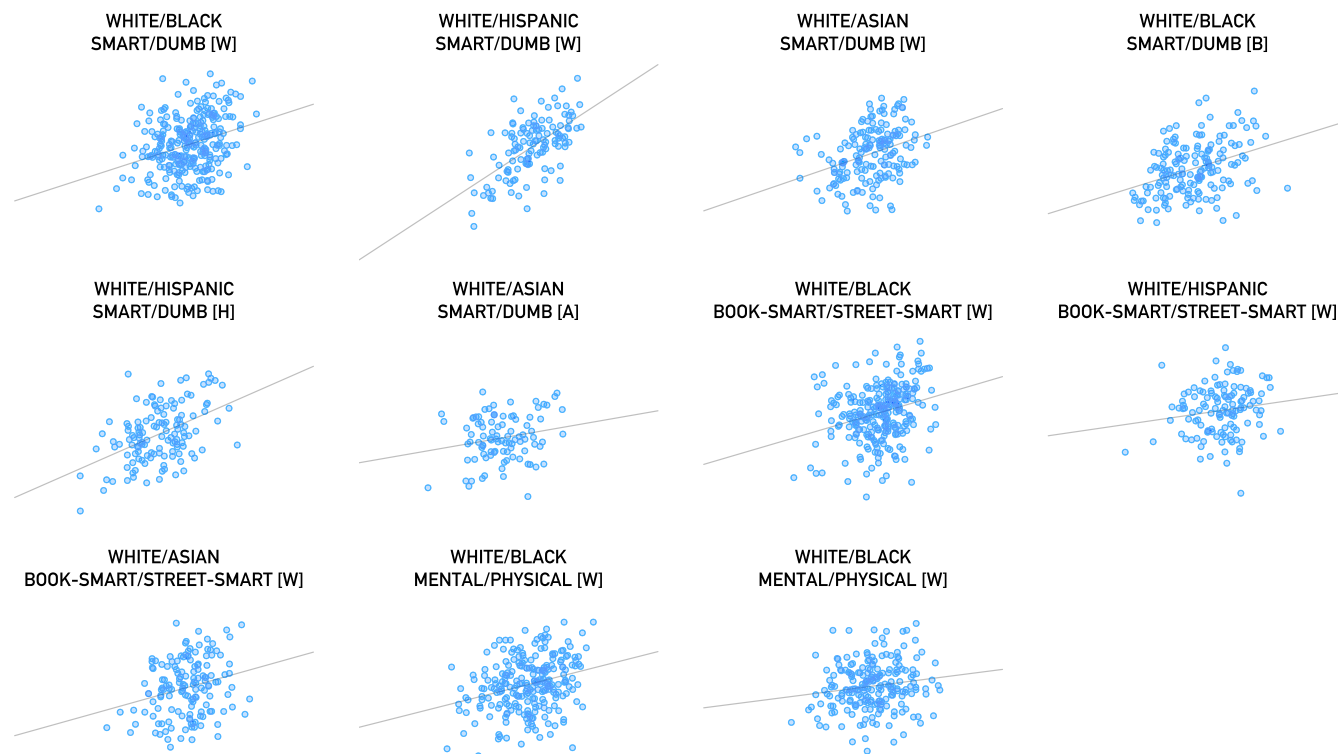 WHITE/BLACK
SMART/DUMB [W]
WHITE/HISPANIC
SMART/DUMB [W]
WHITE/ASIAN
SMART/DUMB [W]
WHITE/BLACK
SMART/DUMB [B]
WHITE/HISPANIC
SMART/DUMB [H]
WHITE/ASIAN
SMART/DUMB [A]
WHITE/BLACK
BOOK-SMART/STREET-SMART [W]
WHITE/HISPANIC
BOOK-SMART/STREET-SMART [W]
WHITE/ASIAN
BOOK-SMART/STREET-SMART [W]
WHITE/BLACK
MENTAL/PHYSICAL [W]
WHITE/BLACK
MENTAL/PHYSICAL [W]